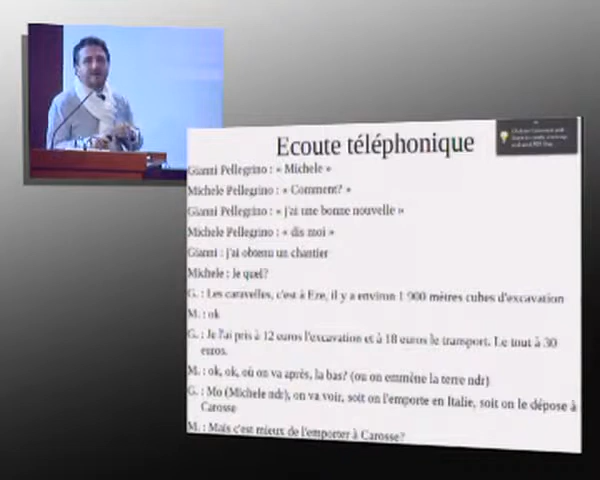 Ecoute téléphonique
Gianni Pellegrino : « Michele »
Michele Pellegrino : « Comment? »
Gianni Pellegrino : « j'ai une bonne nouvelle »
Michele Pellegrino : « dis moi »
Gianni : j'ai obtenu un chantier
Michele : le quel?
G. : Les caravelles, c'est à Eze, il y a environ 1 900 mètres cubes d'excavation
M. : ok
G. : Je l'ai pris à 12 euros l'excavation et à 18 euros le transport. Le tout à 30
euros.
M. : ok, ok, où on va après, la bas? (ou on emmène la terre ndr)
G. : Mo (Michele ndr), on va voir, soit on l'emporte en Italie, soit on le dépose à
Carosse
M. : Mais c'est mieux de l'emporter à Carosse?